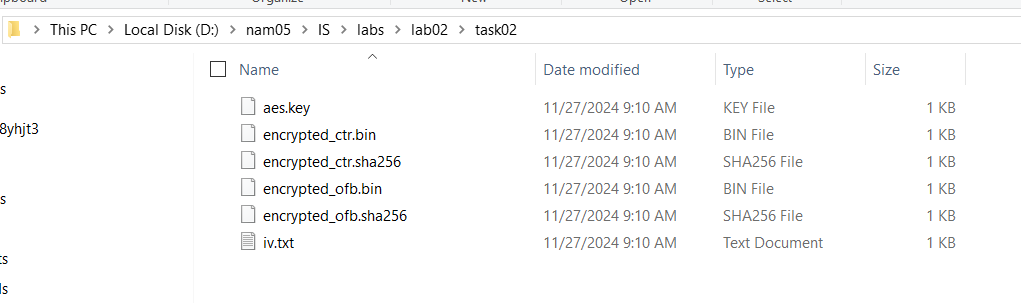 Organize
New
Open
Select
This PC > Local Disk (D:) > nam05 > IS > labs > lab02 > task02
Name Date modified Type Size
aes.key 11/27/2024 9:10 AM KEY File 1 KB
8yhjt3
encrypted_ctr.bin 11/27/2024 9:10 AM BIN File 1 KB
encrypted_ctr.sha256 11/27/2024 9:10 AM SHA256 File 1 KB
encrypted_ofb.bin 11/27/2024 9:10 AM BIN File 1 KB
encrypted_ofb.sha256 11/27/2024 9:10 AM SHA256 File 1 KB
iv.txt 11/27/2024 9:10 AM Text Document 1 KB